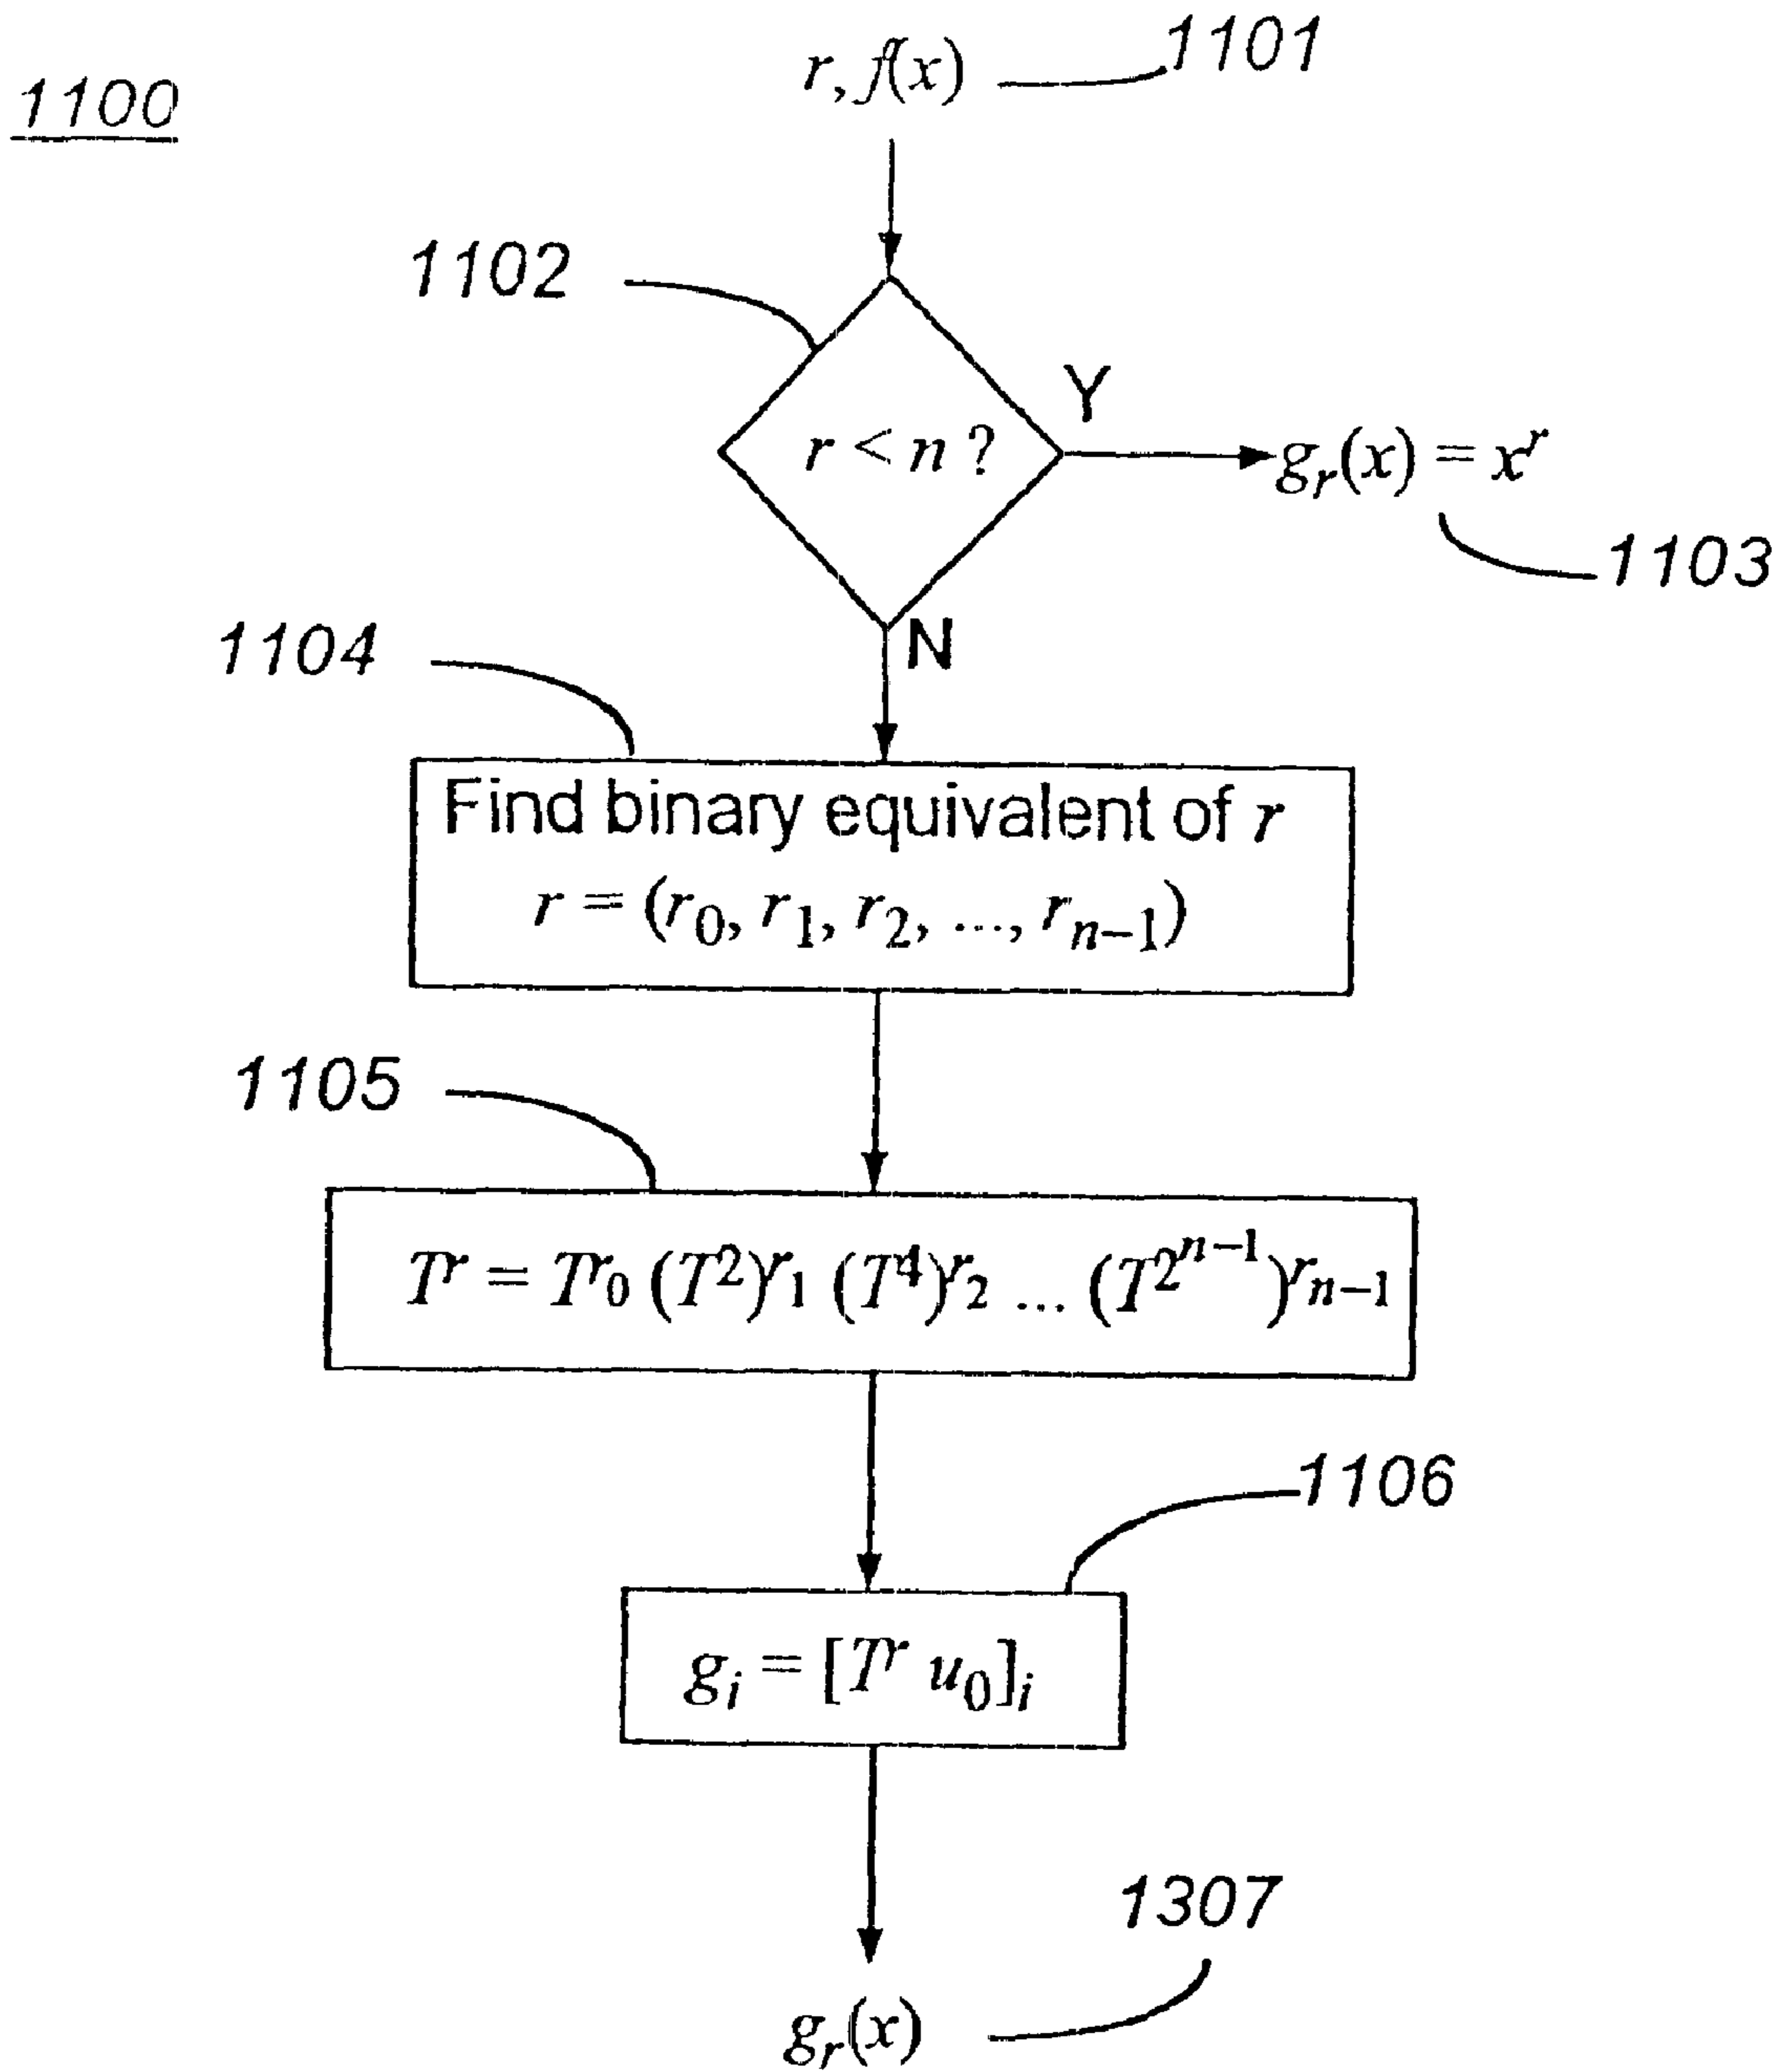 1100
r, f(x) 1101
1102
r < n ?
Y
g_r(x) = x^r
1103
N
1104
Find binary equivalent of r
r = (r_0, r_1, r_2, ..., r_{n-1})
1105
T^r = T^{r_0} (T^2)^{r_1} (T^4)^{r_2} ... (T^{2^{n-1}})^{r_{n-1}}
1106
g_i = [T^r u_0]_i
1307
g_r(x)